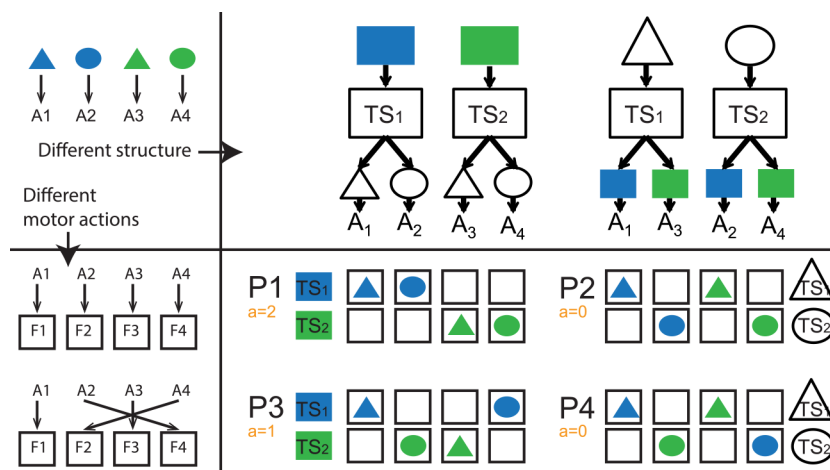 A1 A2 A3 A4
Different structure
Different
motor actions
TS1 TS2
A1 A2 A3 A4
TS1 TS2
A1 A3 A2 A4
A1 A2 A3 A4
F1 F2 F3 F4
A1 A2 A3 A4
F1 F2 F3 F4
P1 TS1
a=2 TS2
P2 TS1
a=0 TS2
P3 TS1
a=1 TS2
P4 TS1
a=0 TS2